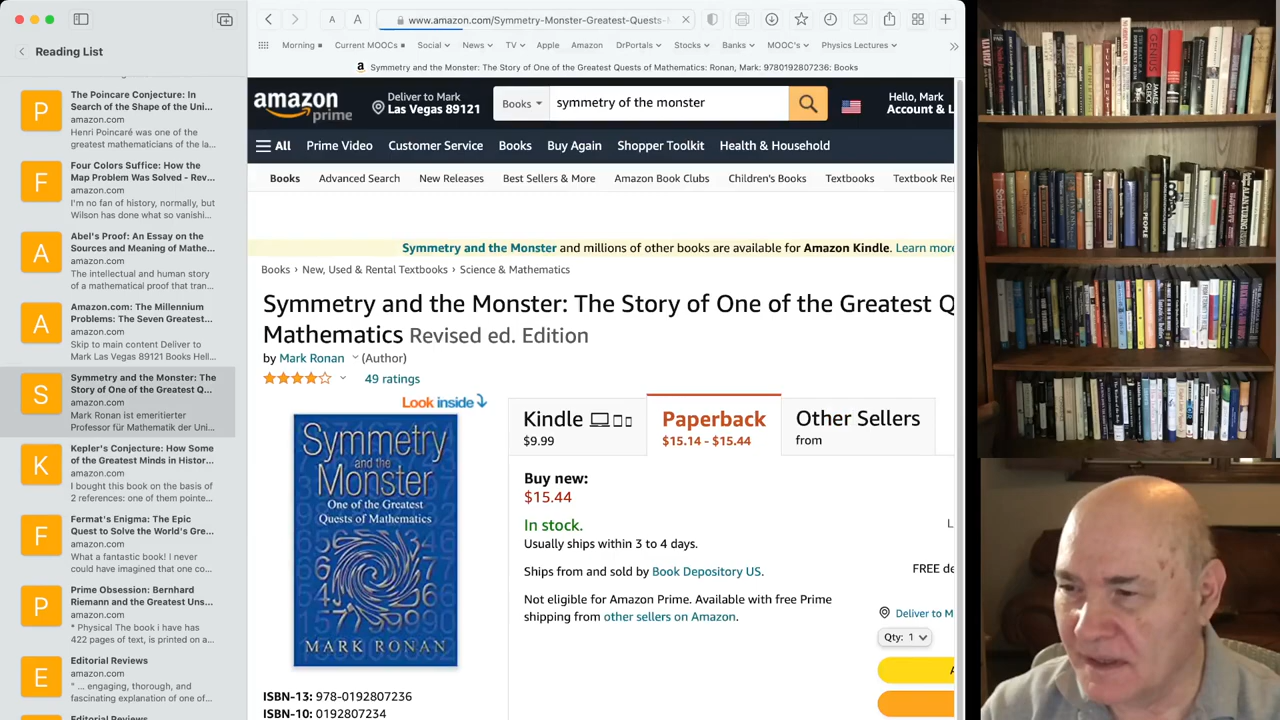 Reading List
The Poincare Conjecture: In
Search of the Shape of the Uni...
amazon.com
Henri Poincaré was one of the
greatest mathematicians of the la...
Four Colors Suffice: How the
Map Problem Was Solved - Rev...
amazon.com
I'm no fan of history, normally, but
Wilson has done what so vanishi...
Abel's Proof: An Essay on the
Sources and Meaning of Mathe...
amazon.com
The intellectual and human story
of a mathematical proof that tran...
Amazon.com: The Millennium
Problems: The Seven Greatest...
amazon.com
Skip to main content Deliver to
Mark Las Vegas 89121 Books Hell...
Symmetry and the Monster: The
Story of One of the Greatest Q...
amazon.com
Mark Ronan ist emeritierter
Professor für Mathematik der Uni...
Kepler's Conjecture: How Some
of the Greatest Minds in Histor...
amazon.com
I bought this book on the basis of
2 references: one of them pointe...
Fermat's Enigma: The Epic
Quest to Solve the World's Gre...
amazon.com
What a fantastic book! I never
could have imagined that one co...
Prime Obsession: Bernhard
Riemann and the Greatest Uns...
amazon.com
* Physical The book i have has
422 pages of text, is printed on a...
Editorial Reviews
amazon.com
" ... engaging, thorough, and
fascinating explanation of one of...
Editorial Reviews
P
F
A
A
S
K
F
P
E
A A www.amazon.com/Symmetry-Monster-Greatest-Quests-
Morning Current MOOCs Social News TV Apple Amazon DrPortals Stocks Banks MOOC's Physics Lectures
a Symmetry and the Monster: The Story of One of the Greatest Quests of Mathematics: Ronan, Mark: 9780192807236: Books
amazon prime
Deliver to Mark
Las Vegas 89121
Books symmetry of the monster
Hello, Mark
Account & L
All Prime Video Customer Service Books Buy Again Shopper Toolkit Health & Household
Books Advanced Search New Releases Best Sellers & More Amazon Book Clubs Children's Books Textbooks Textbook Ren
Symmetry and the Monster and millions of other books are available for Amazon Kindle. Learn more
Books › New, Used & Rental Textbooks › Science & Mathematics
Symmetry and the Monster: The Story of One of the Greatest Q
Mathematics Revised ed. Edition
by Mark Ronan (Author)
49 ratings
Look inside
Symmetry
and the
Monster
One of the Greatest
Quests of Mathematics
MARK RONAN
Kindle
$9.99
Paperback
$15.14 - $15.44
Other Sellers
from
Buy new:
$15.44
In stock.
Usually ships within 3 to 4 days.
Ships from and sold by Book Depository US.
Not eligible for Amazon Prime. Available with free Prime
shipping from other sellers on Amazon.
L
FREE de
Deliver to M
Qty: 1
A
ISBN-13: 978-0192807236
ISBN-10: 0192807234
GENIUS
JAMES
PEOPLE
Schrödinger
ALAN TURING